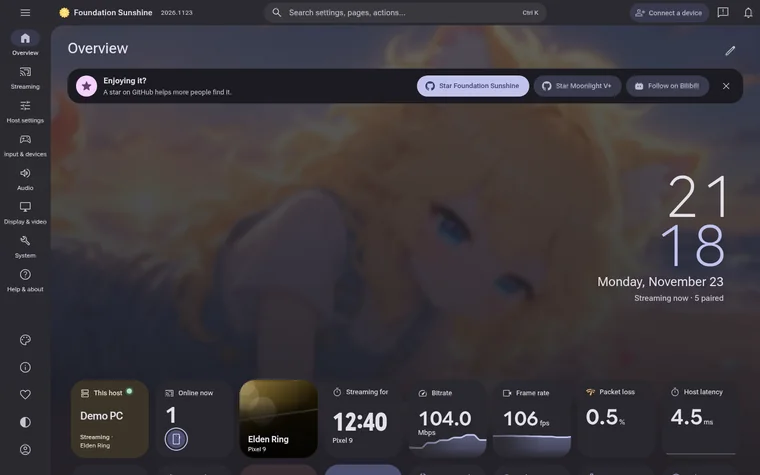 Foundation Sunshine 2026.1123
Search settings, pages, actions...
Ctrl K
Connect a device
Overview
Streaming
Host settings
Input & devices
Audio
Display & video
System
Help & about
Overview
Enjoying it?
A star on GitHub helps more people find it.
Star Foundation Sunshine
Star Moonlight V+
Follow on Bilibili
21
18
Monday, November 23
Streaming now · 5 paired
This host
Demo PC
Streaming ·
Elden Ring
Online now
1
Elden Ring
Pixel 9
Streaming for
12:40
Pixel 9
Bitrate
104.0
Mbps
Frame rate
106 fps
Packet loss
0.5 %
Host latency
4.5 ms